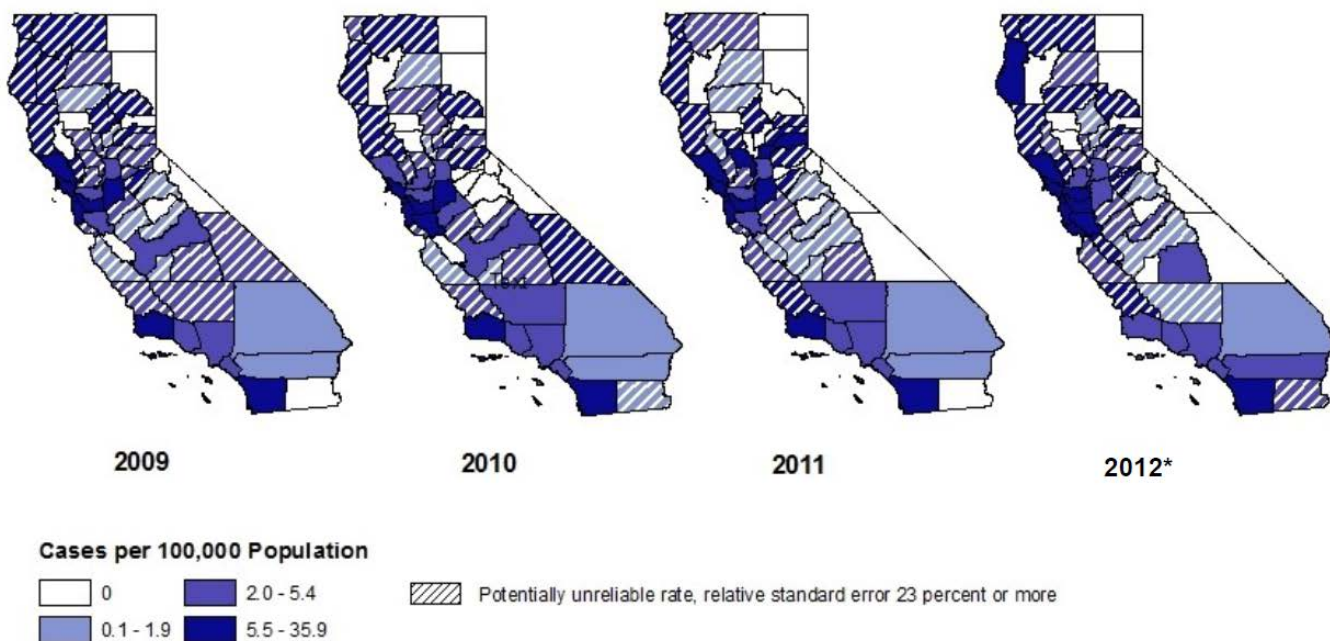 2009
2010
2011
2012*
Cases per 100,000 Population
0
2.0 - 5.4
Potentially unreliable rate, relative standard error 23 percent or more
0.1 - 1.9
5.5 - 35.9